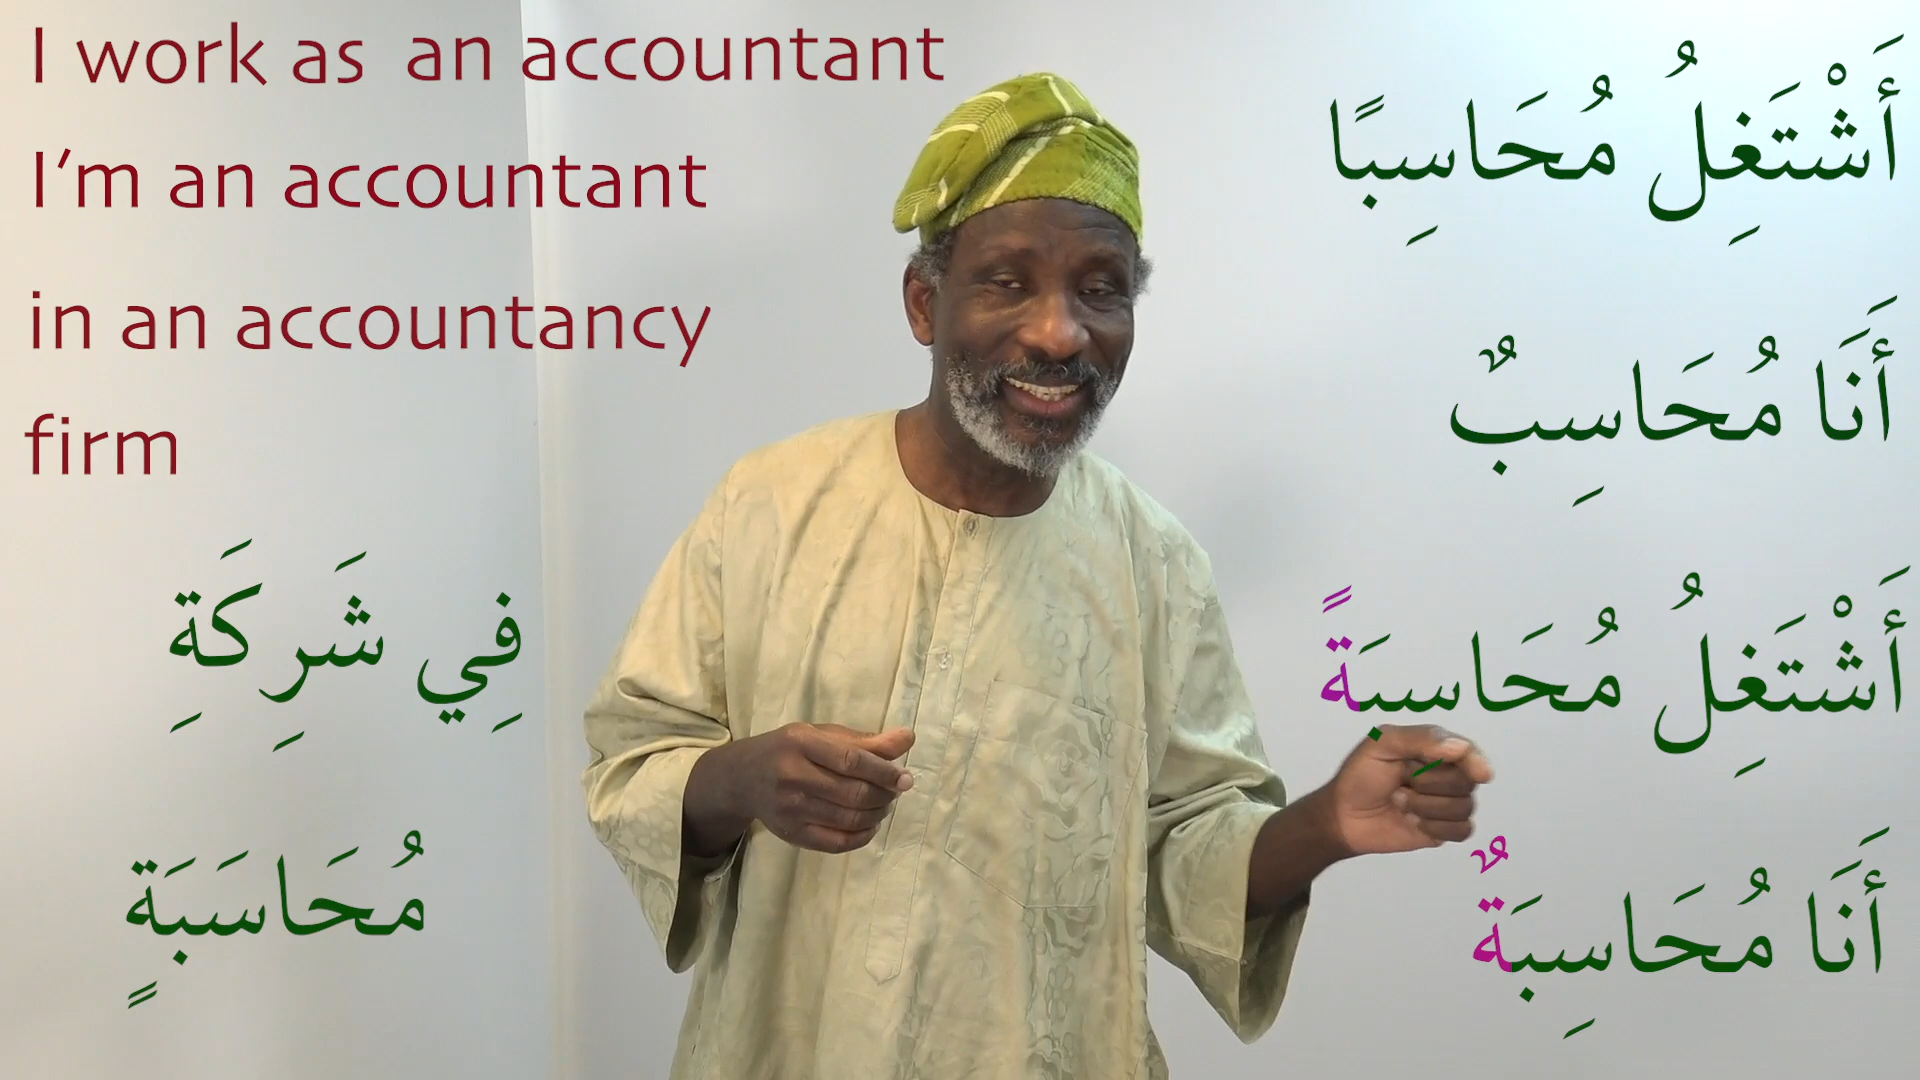 I work as an accountant
I'm an accountant
in an accountancy
firm
أَشْتَغِلُ مُحَاسِبًا
أَنَا مُحَاسِبٌ
أَشْتَغِلُ مُحَاسِبَةً
أَنَا مُحَاسِبَةٌ
فِي شَرِكَةِ
مُحَاسَبَةٍ